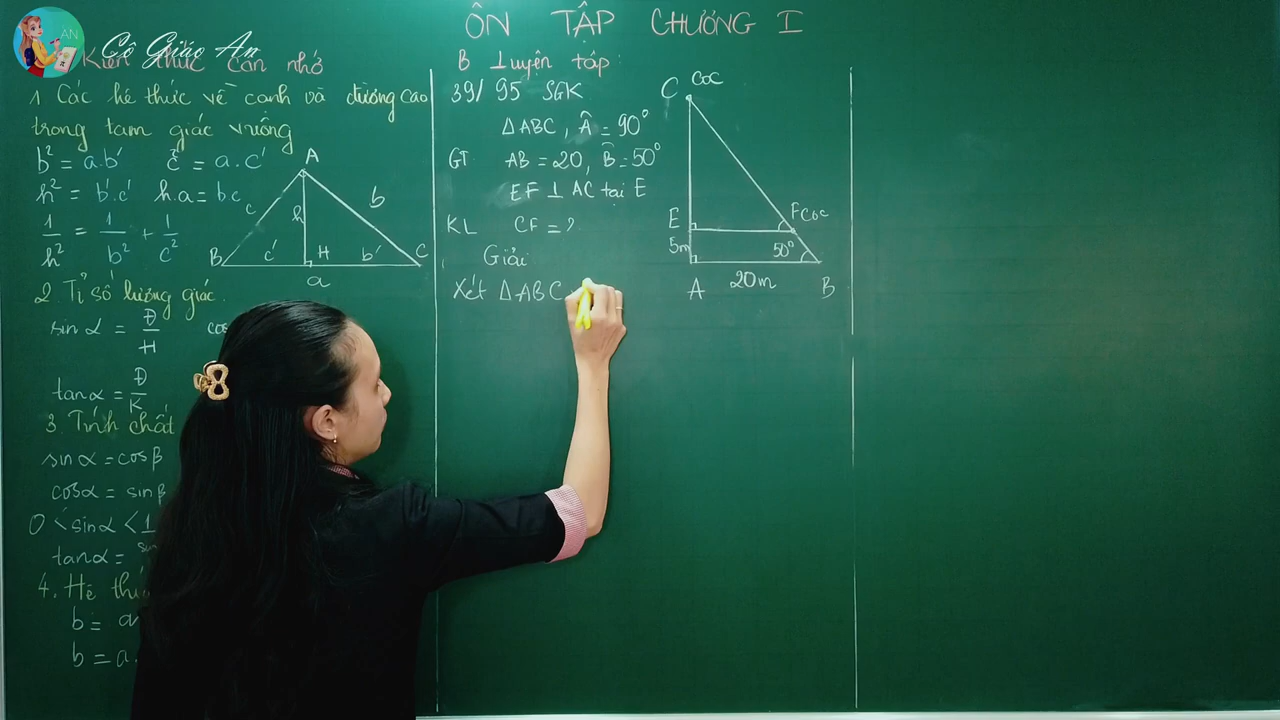 AN
Cô Giáo An
ÔN TẬP CHƯƠNG I
Kiến thức cần nhớ
1. Các hệ thức về cạnh và đường cao
trong tam giác vuông
b² = a.b' c² = a.c'
h² = b'.c' h.a = bc
1/h² = 1/b² + 1/c²
A
c h b
B c' H b' C
a
2. Tỉ số lượng giác.
sin α = Đ/H
tan α = Đ/K
3. Tính chất
sin α = cos β
cos α = sin β
0 < sin α < 1
tan α =
4. Hệ
b = a
b = a.
B Luyện tập:
39/ 95 SGK
ΔABC, Â = 90°
GT AB = 20, B̂ = 50°
EF ⊥ AC tại E
KL CF = ?
Giải
Xét ΔABC
C Cọc
E F Cọc
5m 50°
A 20m B